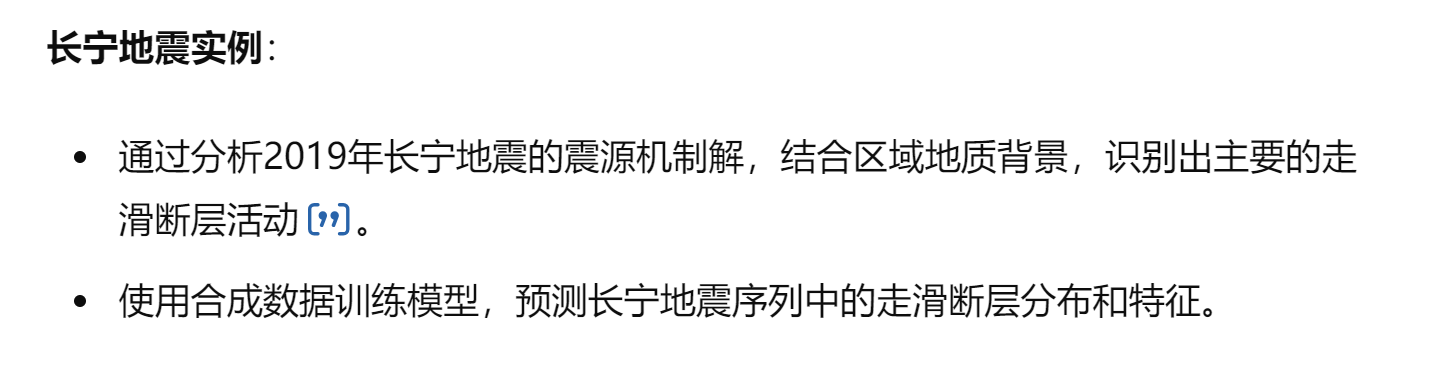 长宁地震实例：
• 通过分析2019年长宁地震的震源机制解，结合区域地质背景，识别出主要的走
滑断层活动 [”]。
• 使用合成数据训练模型，预测长宁地震序列中的走滑断层分布和特征。